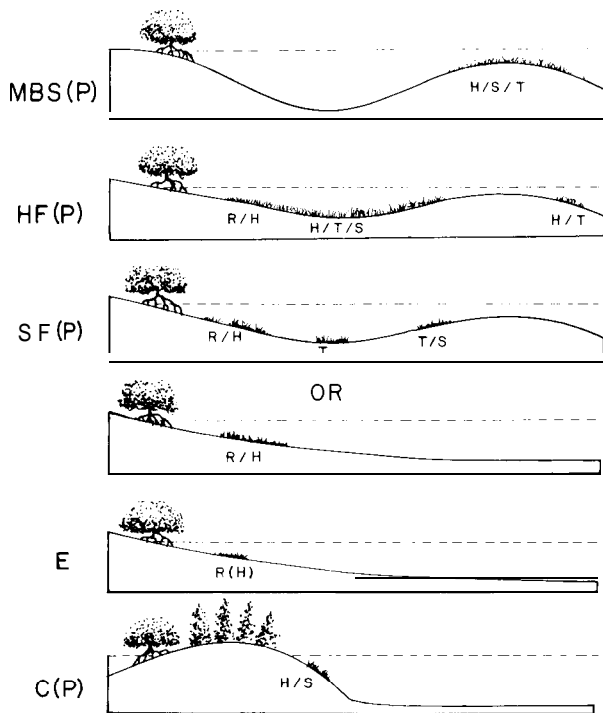 MBS(P)
H/S/T
HF(P)
R/H
H/T/S
H/T
SF(P)
R/H
T
T/S
OR
R/H
E
R(H)
C(P)
H/S